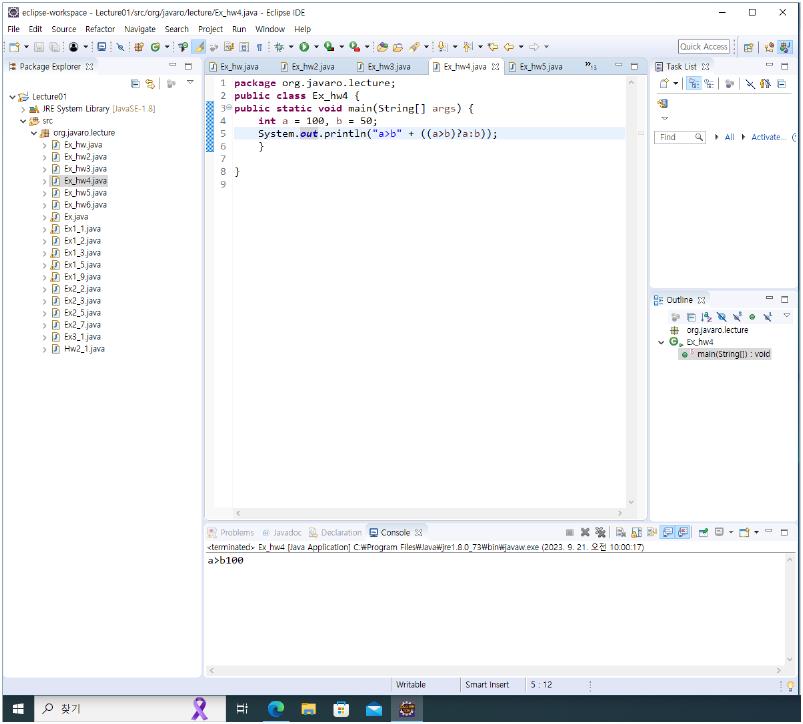 eclipse-workspace - Lecture01/src/org/javaro/lecture/Ex_hw4.java - Eclipse IDE
File Edit Source Refactor Navigate Search Project Run Window Help
Quick Access
Package Explorer
Lecture01
JRE System Library [JavaSE-1.8]
src
org.javaro.lecture
Ex_hw.java
Ex_hw2.java
Ex_hw3.java
Ex_hw4.java
Ex_hw5.java
Ex_hw6.java
Ex.java
Ex1_1.java
Ex1_2.java
Ex1_3.java
Ex1_5.java
Ex1_9.java
Ex2_2.java
Ex2_3.java
Ex2_5.java
Ex2_7.java
Ex3_1.java
Hw2_1.java
Ex_hw.java Ex_hw2.java Ex_hw3.java Ex_hw4.java Ex_hw5.java »13
1 package org.javaro.lecture;
2 public class Ex_hw4 {
3 public static void main(String[] args) {
4 int a = 100, b = 50;
5 System.out.println("a>b" + ((a>b)?a:b));
6 }
7
8 }
9
Task List
Find All Activate...
Outline
org.javaro.lecture
Ex_hw4
main(String[]) : void
Problems Javadoc Declaration Console
<terminated> Ex_hw4 [Java Application] C:₩Program Files₩Java₩jre1.8.0_73₩bin₩javaw.exe (2023. 9. 21. 오전 10:00:17)
a>b100
Writable Smart Insert 5 : 12
찾기